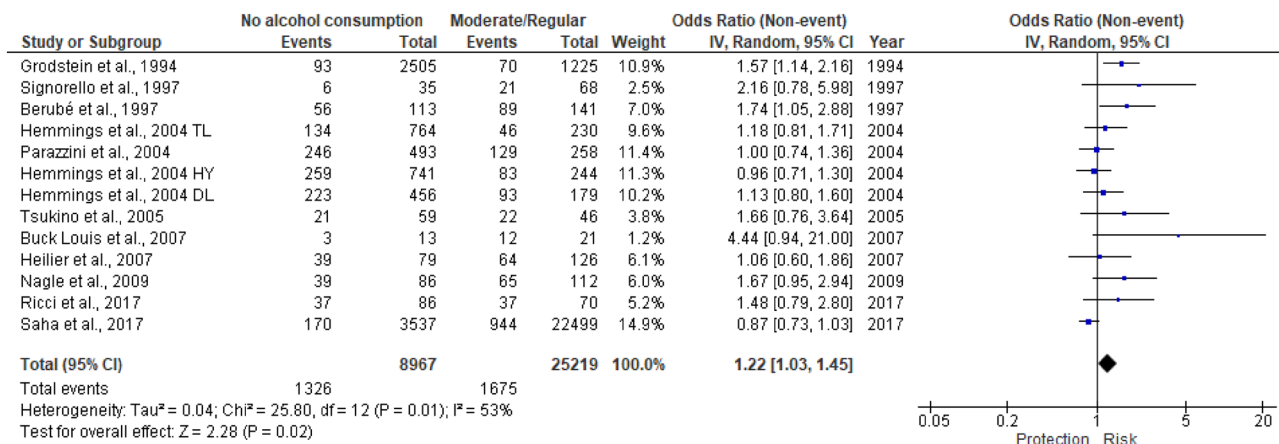 No alcohol consumption Moderate/Regular Odds Ratio (Non-event) Odds Ratio (Non-event)
Study or Subgroup Events Total Events Total Weight IV, Random, 95% CI Year IV, Random, 95% CI
Grodstein et al., 1994 93 2505 70 1225 10.9% 1.57 [1.14, 2.16] 1994
Signorello et al., 1997 6 35 21 68 2.5% 2.16 [0.78, 5.98] 1997
Berubé et al., 1997 56 113 89 141 7.0% 1.74 [1.05, 2.88] 1997
Hemmings et al., 2004 TL 134 764 46 230 9.6% 1.18 [0.81, 1.71] 2004
Parazzini et al., 2004 246 493 129 258 11.4% 1.00 [0.74, 1.36] 2004
Hemmings et al., 2004 HY 259 741 83 244 11.3% 0.96 [0.71, 1.30] 2004
Hemmings et al., 2004 DL 223 456 93 179 10.2% 1.13 [0.80, 1.60] 2004
Tsukino et al., 2005 21 59 22 46 3.8% 1.66 [0.76, 3.64] 2005
Buck Louis et al., 2007 3 13 12 21 1.2% 4.44 [0.94, 21.00] 2007
Heilier et al., 2007 39 79 64 126 6.1% 1.06 [0.60, 1.86] 2007
Nagle et al., 2009 39 86 65 112 6.0% 1.67 [0.95, 2.94] 2009
Ricci et al., 2017 37 86 37 70 5.2% 1.48 [0.79, 2.80] 2017
Saha et al., 2017 170 3537 944 22499 14.9% 0.87 [0.73, 1.03] 2017
Total (95% CI) 8967 25219 100.0% 1.22 [1.03, 1.45]
Total events 1326 1675
Heterogeneity: Tau² = 0.04; Chi² = 25.80, df = 12 (P = 0.01); I² = 53%
Test for overall effect: Z = 2.28 (P = 0.02)
0.05 0.2 1 5 20
Protection Risk